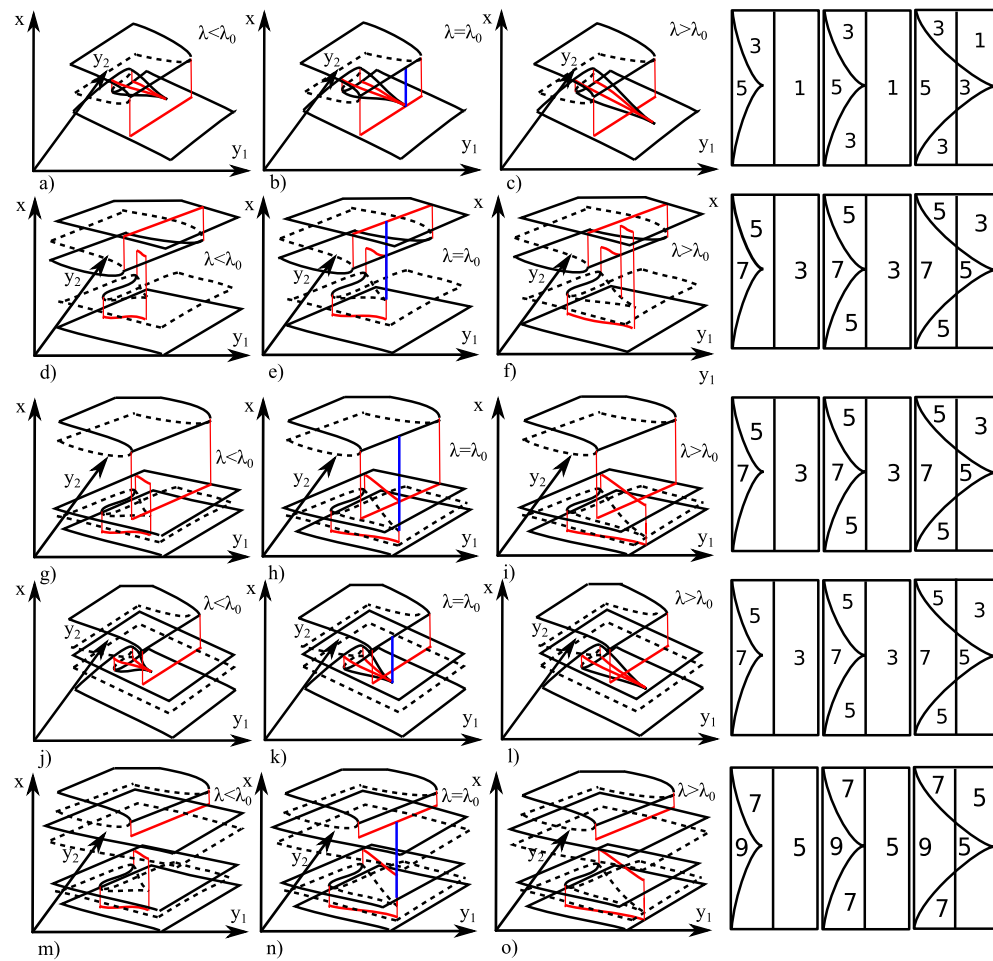 x λ<λ₀ y₂ y₁ a)
λ=λ₀ x y₂ y₁ b)
x λ>λ₀ y₂ y₁ c)
3 5 1
3 5 1 3
3 1 5 3 3
x λ<λ₀ y₂ y₁ d)
x λ=λ₀ y₂ y₁ e)
x λ>λ₀ y₂ y₁ f)
5 7 3
5 7 3 5
5 3 7 5 5
x λ<λ₀ y₂ y₁ g)
x λ=λ₀ y₂ y₁ h)
x λ>λ₀ y₂ y₁ i)
5 7 3
5 7 3 5
5 3 7 5 5
x λ<λ₀ y₂ y₁ j)
x λ=λ₀ y₂ y₁ k)
x λ>λ₀ y₂ y₁ l)
5 7 3
5 7 3 5
5 3 7 5 5
x λ<λ₀ y₂ y₁ m)
x λ=λ₀ y₂ y₁ n)
x λ>λ₀ y₂ y₁ o)
7 9 5
7 9 5 7
7 5 9 5 7